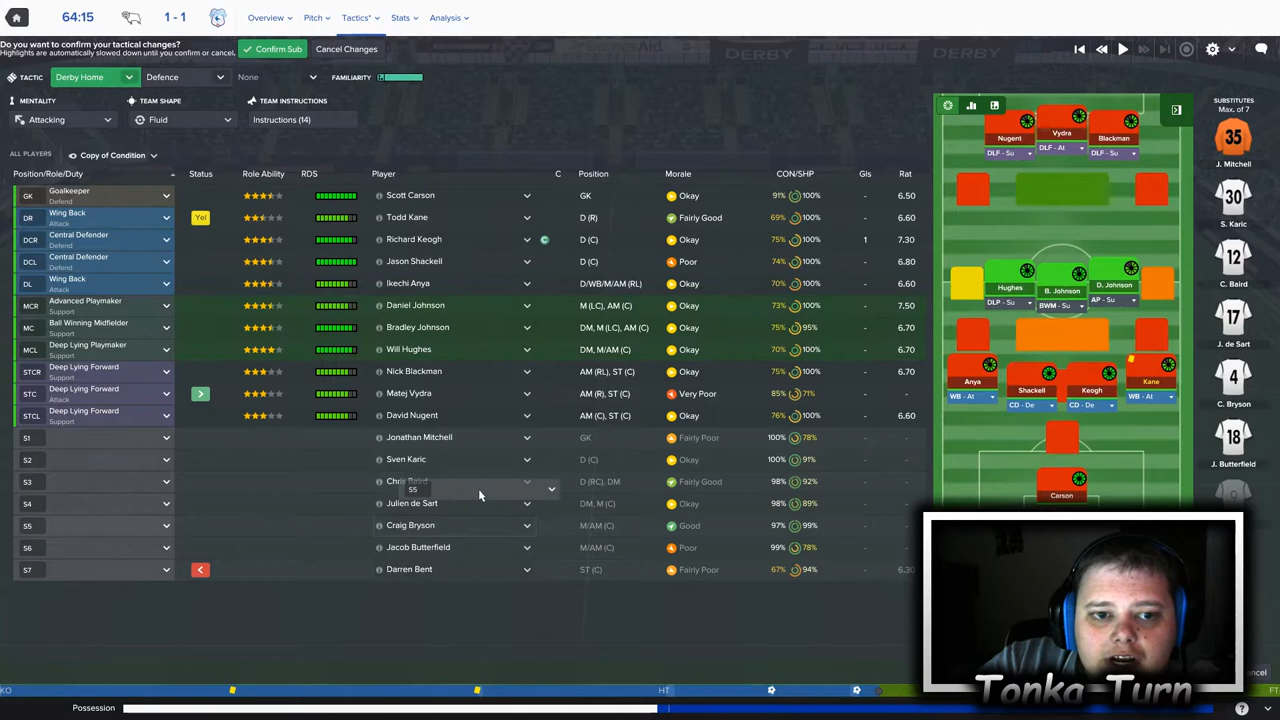 64:15 1 - 1 Overview Pitch Tactics* Stats Analysis
Do you want to confirm your tactical changes?
Highlights are automatically slowed down until you confirm or cancel.
Confirm Sub Cancel Changes
TACTIC Derby Home Defence None FAMILIARITY
MENTALITY TEAM SHAPE TEAM INSTRUCTIONS
Attacking Fluid Instructions (14)
ALL PLAYERS Copy of Condition
Position/Role/Duty Status Role Ability RDS Player C Position Morale CON/SHP Gls Rat
GK Goalkeeper Defend Scott Carson GK Okay 91% 100% - 6.50
DR Wing Back Attack Yel Todd Kane D (R) Fairly Good 69% 100% - 6.60
DCR Central Defender Defend Richard Keogh C D (C) Okay 75% 100% 1 7.30
DCL Central Defender Defend Jason Shackell D (C) Poor 74% 100% - 6.80
DL Wing Back Attack Ikechi Anya D/WB/M/AM (RL) Okay 70% 100% - 6.60
MCR Advanced Playmaker Support Daniel Johnson M (LC), AM (C) Okay 73% 100% - 7.50
MC Ball Winning Midfielder Support Bradley Johnson DM, M (LC), AM (C) Okay 75% 95% - 6.70
MCL Deep Lying Playmaker Support Will Hughes DM, M/AM (C) Okay 70% 100% - 6.70
STCR Deep Lying Forward Support Nick Blackman AM (RL), ST (C) Okay 75% 100% - 6.70
STC Deep Lying Forward Attack Matej Vydra AM (R), ST (C) Very Poor 85% 71% - -
STCL Deep Lying Forward Support David Nugent AM (C), ST (C) Okay 76% 100% - 6.60
S1 Jonathan Mitchell GK Fairly Poor 100% 78% - -
S2 Sven Karic D (C) Okay 100% 91% - -
S3 Chris Baird D (RC), DM Fairly Good 98% 92% - -
S5
S4 Julien de Sart DM, M (C) Okay 98% 89% - -
S5 Craig Bryson M/AM (C) Good 97% 99% - -
S6 Jacob Butterfield M/AM (C) Poor 99% 78% - -
S7 Darren Bent ST (C) Fairly Poor 67% 94% - 6.30
Nugent Vydra Blackman
DLF - Su DLF - At DLF - Su
Hughes B. Johnson D. Johnson
DLP - Su BWM - Su AP - Su
Anya Shackell Keogh Kane
WB - At CD - De CD - De WB - At
Carson
SUBSTITUTES
Max. of 7
35
J. Mitchell
30
S. Karic
12
C. Baird
17
J. de Sart
4
C. Bryson
18
J. Butterfield
DERBY
DERBY
Tonka Turn
KO HT FT
Possession